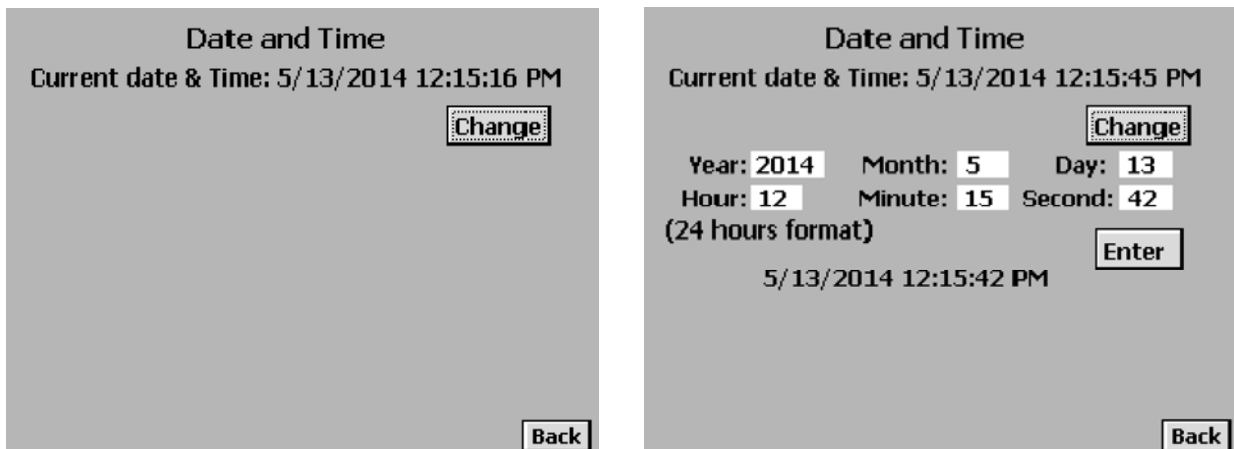 Date and Time
Current date & Time: 5/13/2014 12:15:16 PM
Change
Back
Date and Time
Current date & Time: 5/13/2014 12:15:45 PM
Change
Year: 2014 Month: 5 Day: 13
Hour: 12 Minute: 15 Second: 42
(24 hours format)
Enter
5/13/2014 12:15:42 PM
Back